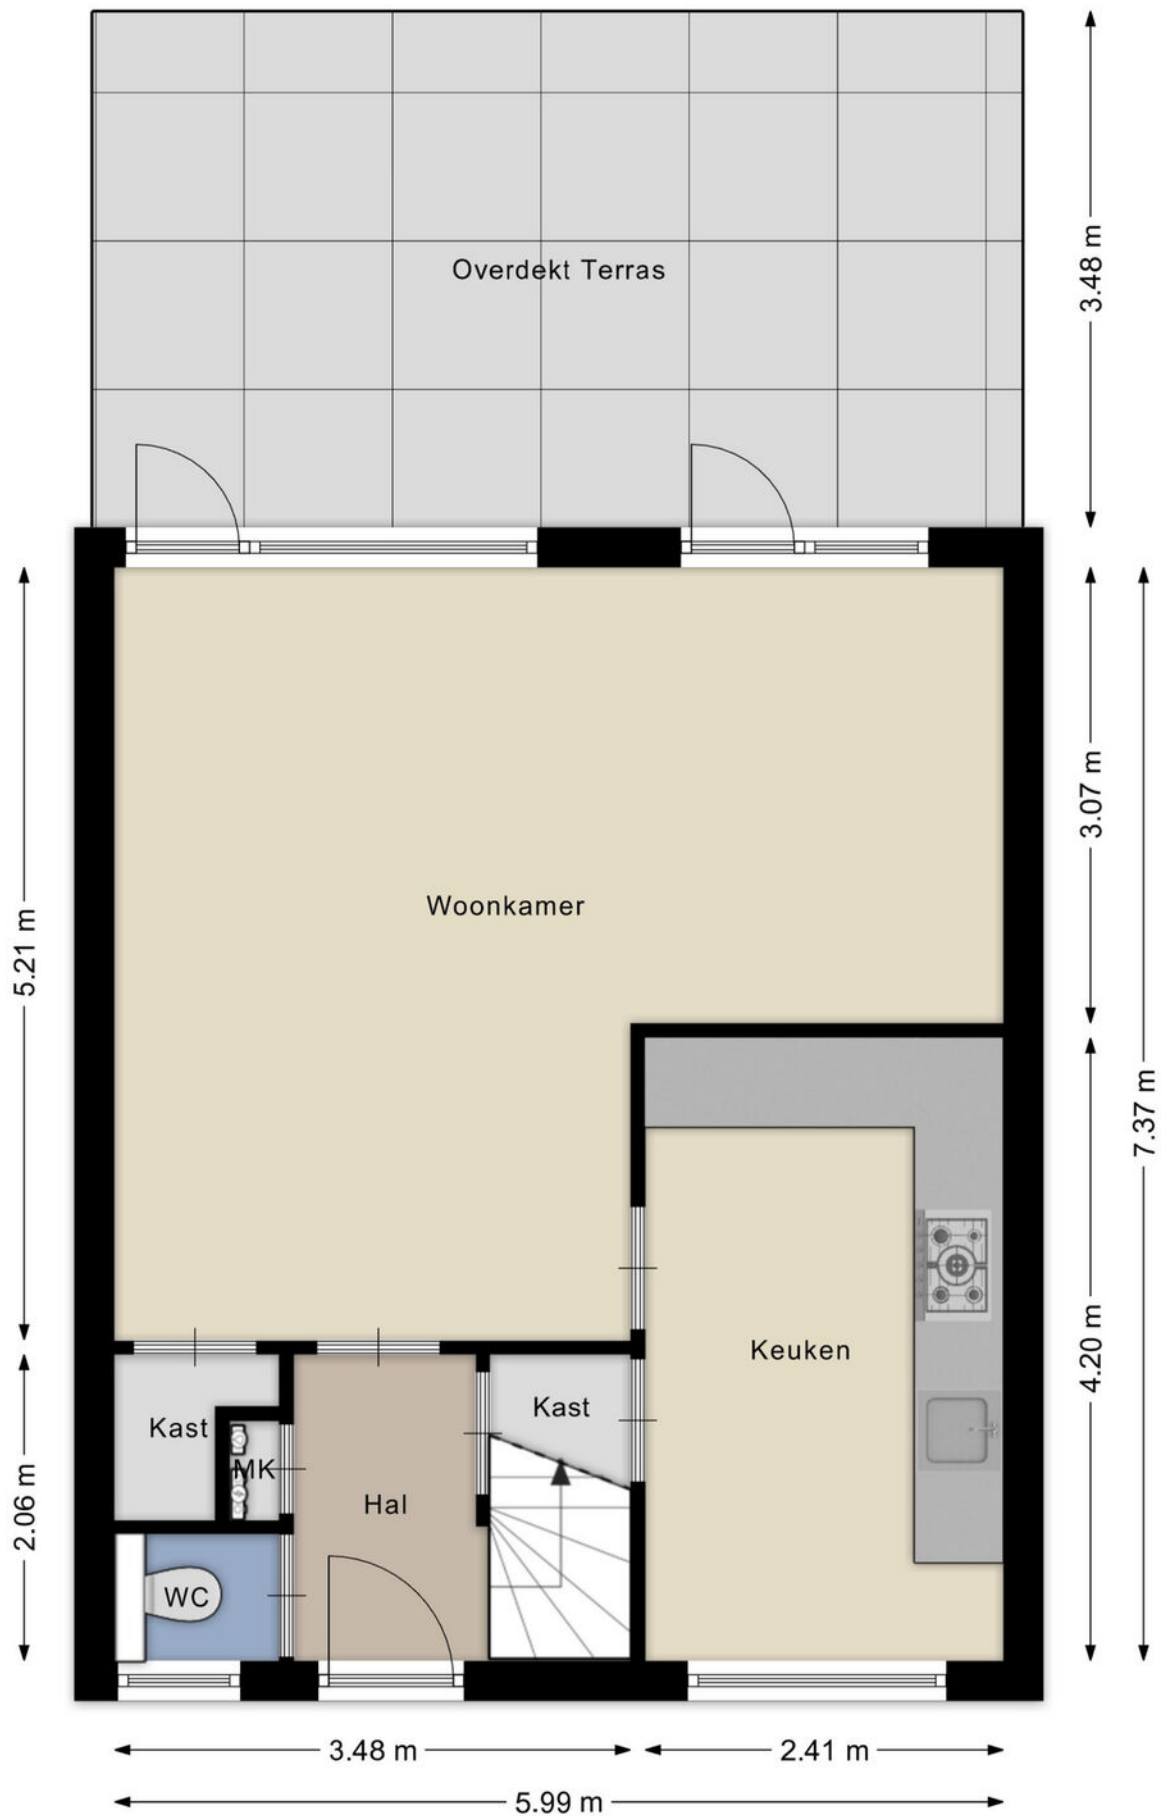 3.48 m
Overdekt Terras
3.07 m
Woonkamer
5.21 m
7.37 m
4.20 m
Keuken
Kast
Kast
MK
Hal
2.06 m
WC
3.48 m
2.41 m
5.99 m